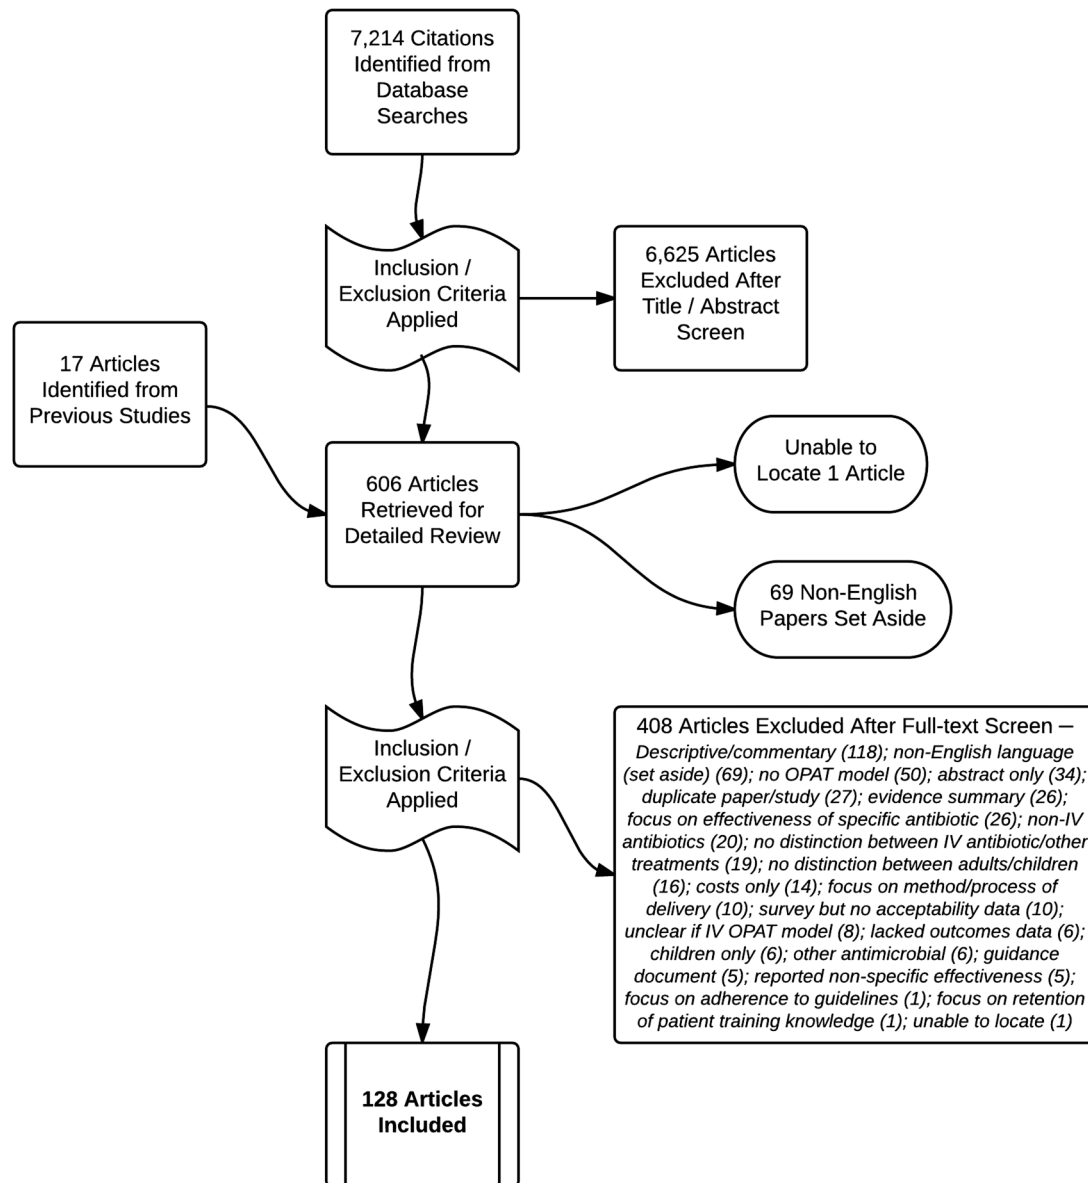 7,214 Citations
Identified from
Database
Searches
Inclusion /
Exclusion Criteria
Applied
6,625 Articles
Excluded After
Title / Abstract
Screen
17 Articles
Identified from
Previous Studies
606 Articles
Retrieved for
Detailed Review
Unable to
Locate 1 Article
69 Non-English
Papers Set Aside
Inclusion /
Exclusion Criteria
Applied
408 Articles Excluded After Full-text Screen –
Descriptive/commentary (118); non-English language
(set aside) (69); no OPAT model (50); abstract only (34);
duplicate paper/study (27); evidence summary (26);
focus on effectiveness of specific antibiotic (26); non-IV
antibiotics (20); no distinction between IV antibiotic/other
treatments (19); no distinction between adults/children
(16); costs only (14); focus on method/process of
delivery (10); survey but no acceptability data (10);
unclear if IV OPAT model (8); lacked outcomes data (6);
children only (6); other antimicrobial (6); guidance
document (5); reported non-specific effectiveness (5);
focus on adherence to guidelines (1); focus on retention
of patient training knowledge (1); unable to locate (1)
128 Articles
Included